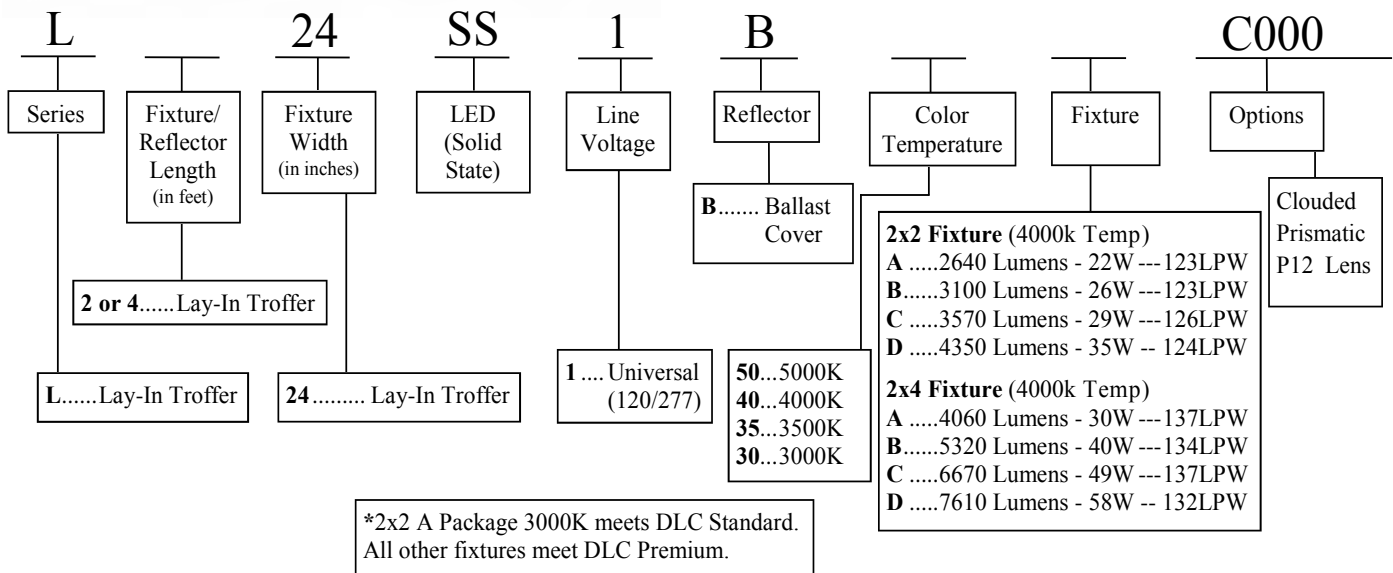 L 24 SS 1 B C000
Series
Fixture/
Reflector
Length
(in feet)
Fixture
Width
(in inches)
LED
(Solid
State)
Line
Voltage
Reflector
Color
Temperature
Fixture
Options
B....... Ballast
Cover
Clouded
Prismatic
P12 Lens
2 or 4......Lay-In Troffer
L......Lay-In Troffer
24......... Lay-In Troffer
1 .... Universal
(120/277)
50...5000K
40...4000K
35...3500K
30...3000K
2x2 Fixture (4000k Temp)
A .....2640 Lumens - 22W ---123LPW
B......3100 Lumens - 26W ---123LPW
C .....3570 Lumens - 29W ---126LPW
D .....4350 Lumens - 35W -- 124LPW
2x4 Fixture (4000k Temp)
A .....4060 Lumens - 30W ---137LPW
B......5320 Lumens - 40W ---134LPW
C .....6670 Lumens - 49W ---137LPW
D .....7610 Lumens - 58W -- 132LPW
*2x2 A Package 3000K meets DLC Standard.
All other fixtures meet DLC Premium.